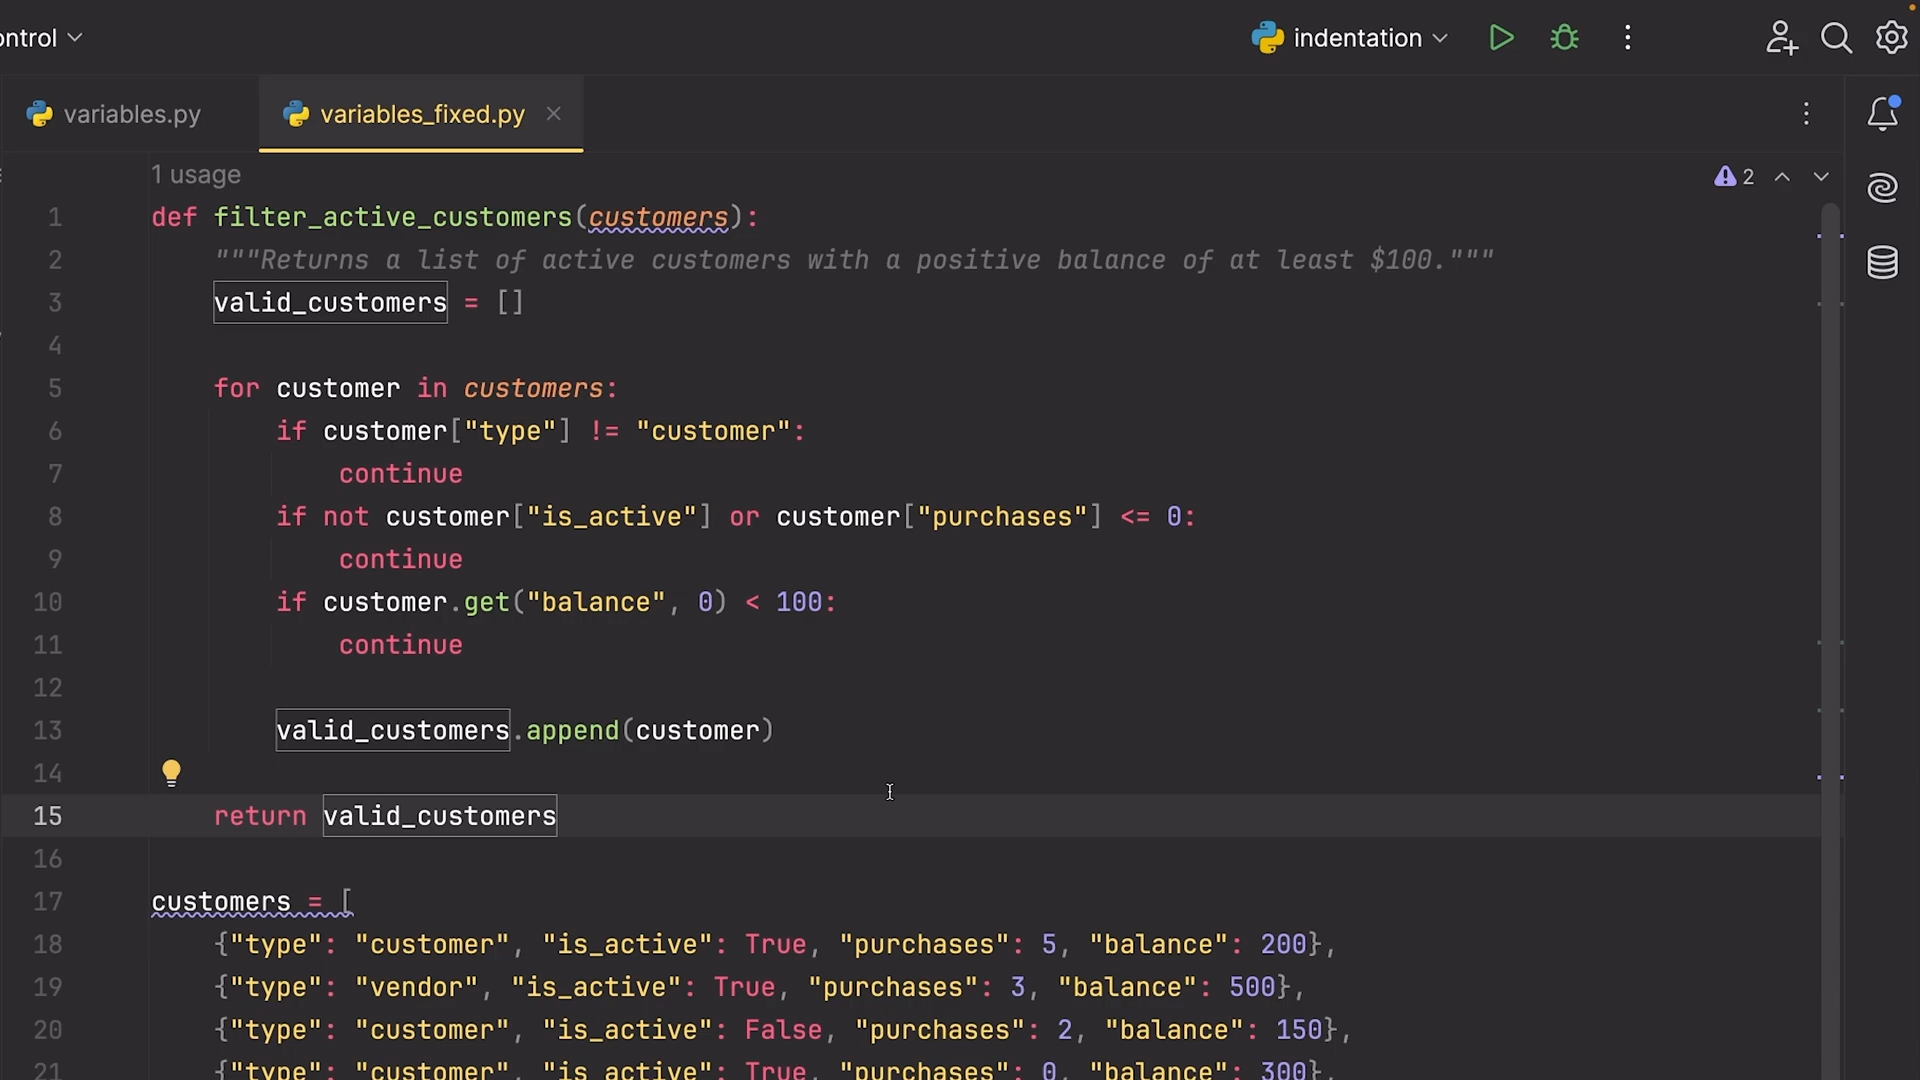 ontrol
indentation
variables.py
variables_fixed.py
1 usage
2
1 def filter_active_customers(customers):
2 """Returns a list of active customers with a positive balance of at least $100."""
3 valid_customers = []
4
5 for customer in customers:
6 if customer["type"] != "customer":
7 continue
8 if not customer["is_active"] or customer["purchases"] <= 0:
9 continue
10 if customer.get("balance", 0) < 100:
11 continue
12
13 valid_customers.append(customer)
14
15 return valid_customers
16
17 customers = [
18 {"type": "customer", "is_active": True, "purchases": 5, "balance": 200},
19 {"type": "vendor", "is_active": True, "purchases": 3, "balance": 500},
20 {"type": "customer", "is_active": False, "purchases": 2, "balance": 150},
21 {"type": "customer", "is_active": True, "purchases": 0, "balance": 300},